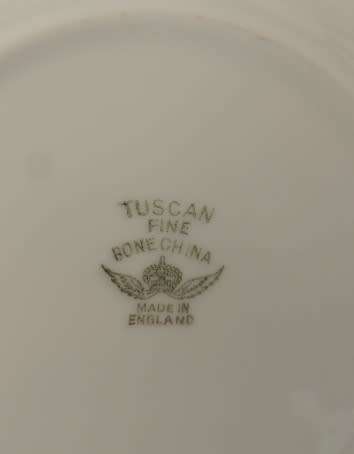 TUSCAN
FINE
BONE CHINA
MADE IN
ENGLAND